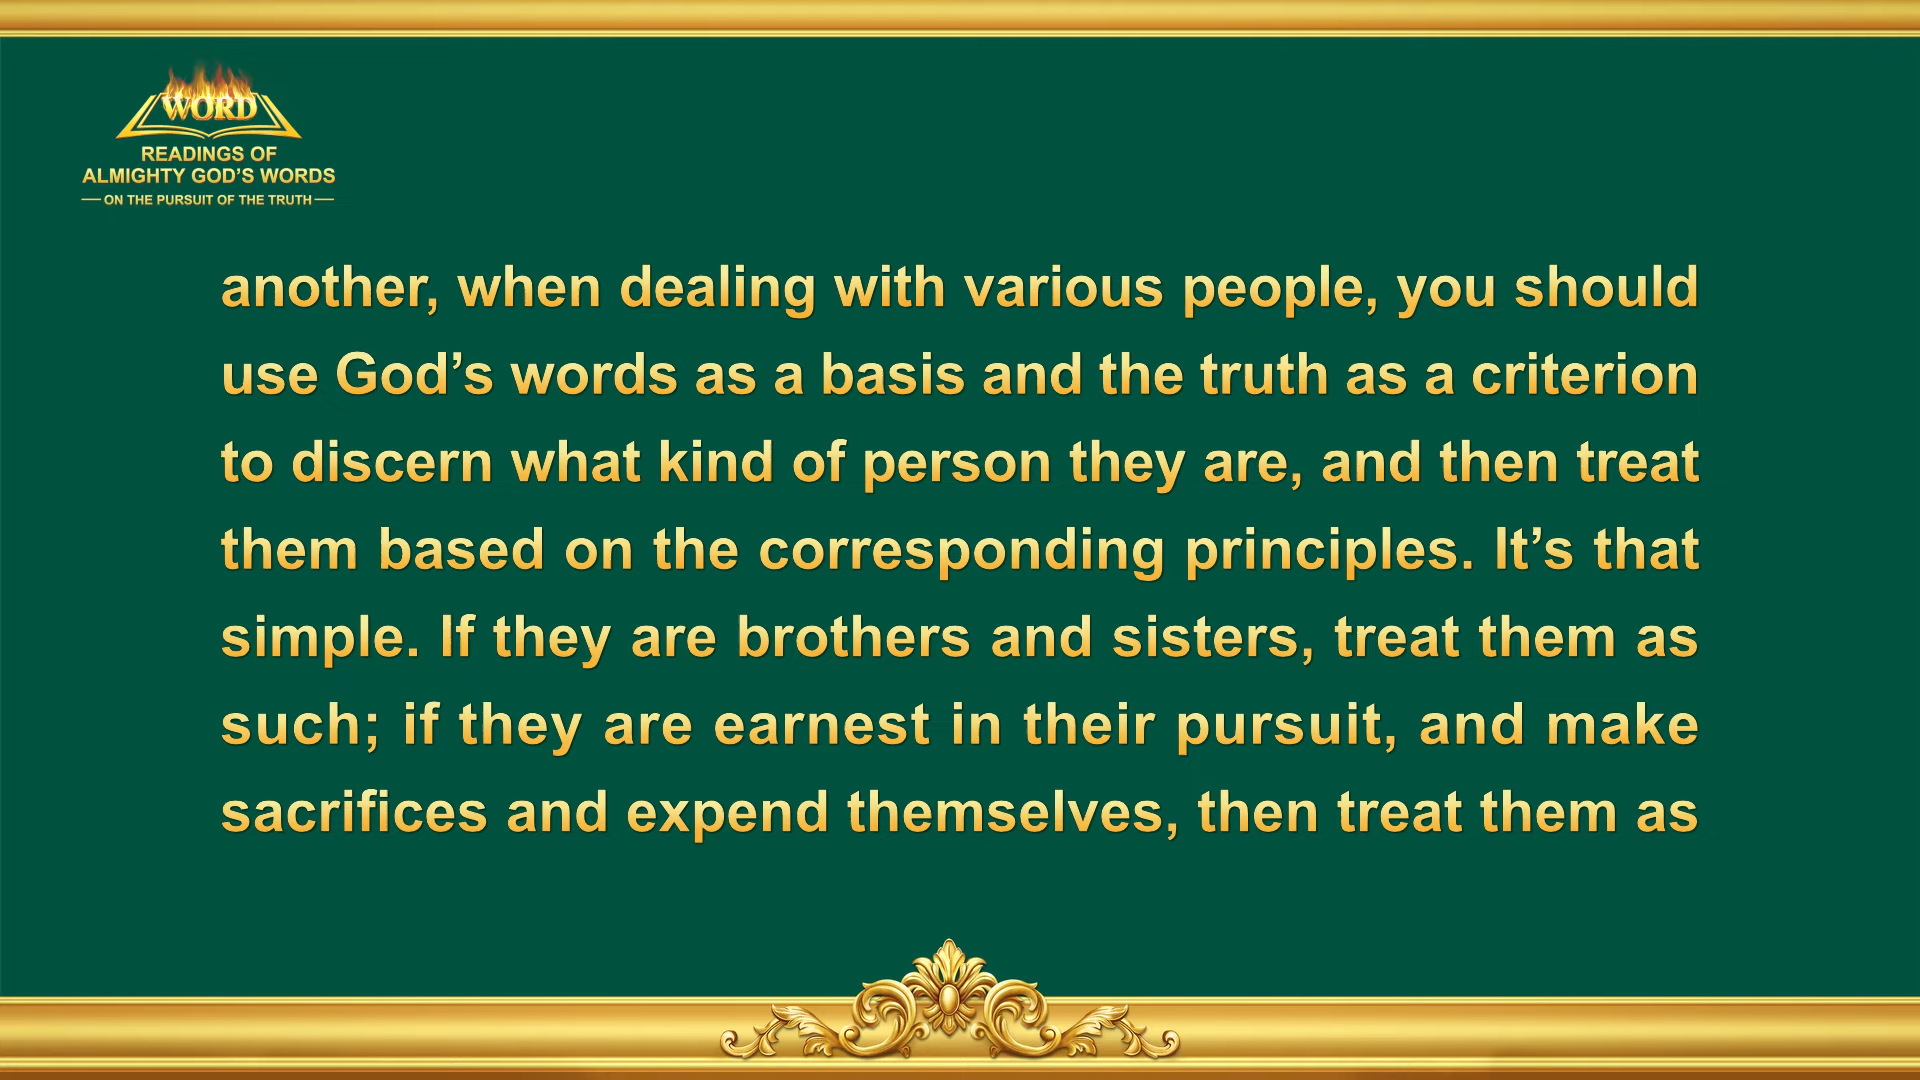 WORD
READINGS OF
ALMIGHTY GOD’S WORDS
— ON THE PURSUIT OF THE TRUTH —
another, when dealing with various people, you should
use God’s words as a basis and the truth as a criterion
to discern what kind of person they are, and then treat
them based on the corresponding principles. It’s that
simple. If they are brothers and sisters, treat them as
such; if they are earnest in their pursuit, and make
sacrifices and expend themselves, then treat them as